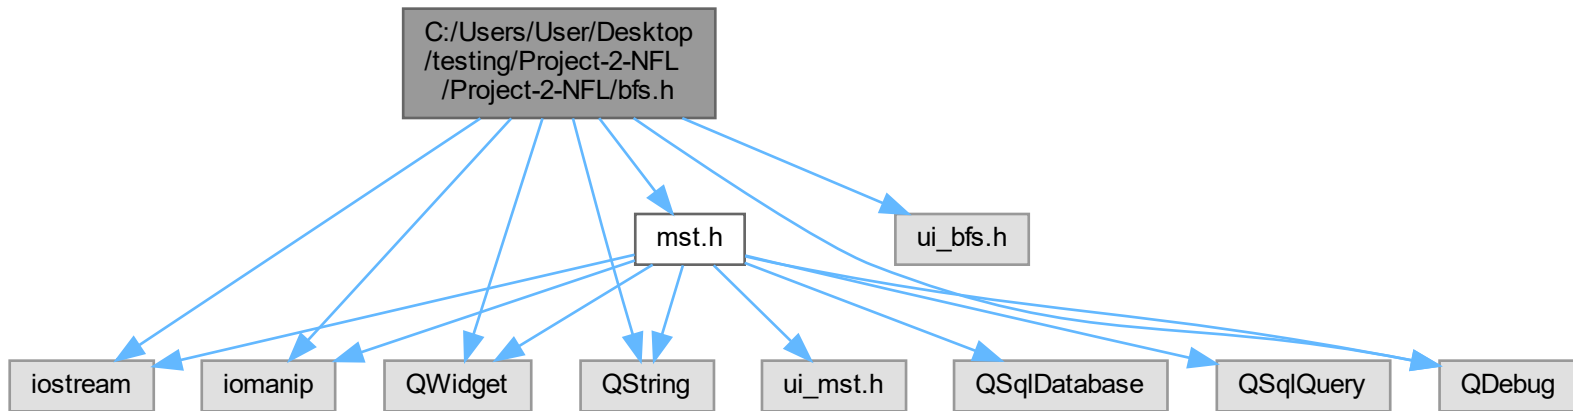 C:/Users/User/Desktop
/testing/Project-2-NFL
/Project-2-NFL/bfs.h
mst.h
ui_bfs.h
iostream
iomanip
QWidget
QString
ui_mst.h
QSqlDatabase
QSqlQuery
QDebug